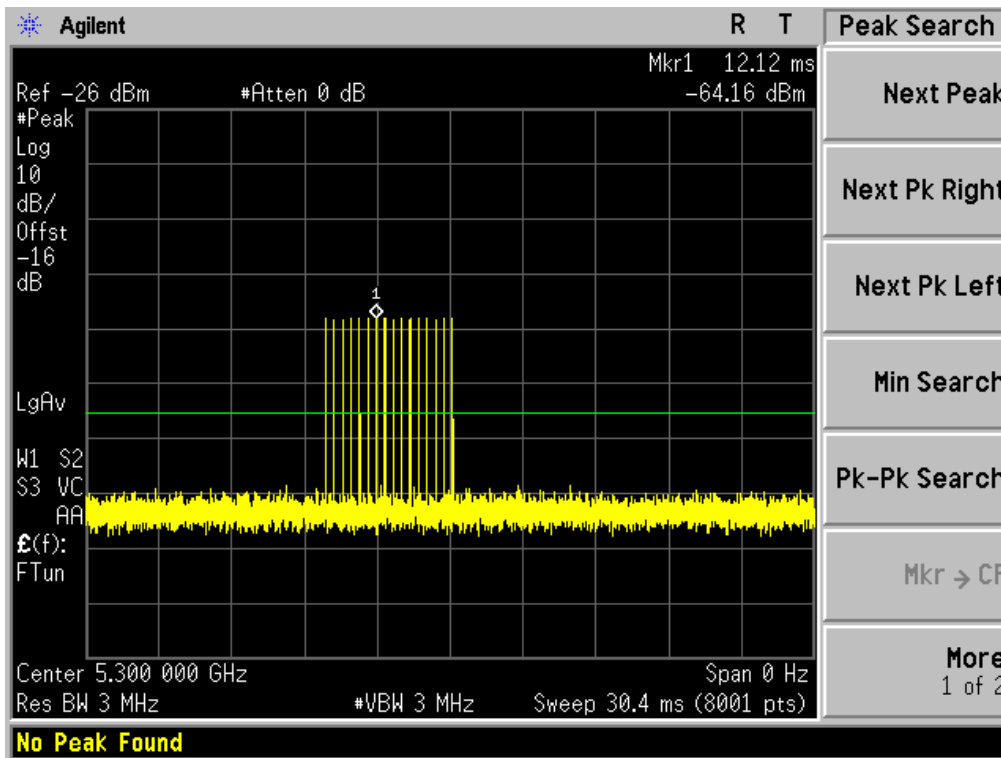 Agilent
R T
Peak Search
Mkr1 12.12 ms
Ref -26 dBm #Atten 0 dB -64.16 dBm
#Peak
Log
10
dB/
Offst
-16
dB
1
LgAv
W1 S2
S3 VC
AA
£(f):
FTun
Center 5.300 000 GHz Span 0 Hz
Res BW 3 MHz #VBW 3 MHz Sweep 30.4 ms (8001 pts)
No Peak Found
Next Peak
Next Pk Right
Next Pk Left
Min Search
Pk-Pk Search
Mkr → CF
More
1 of 2